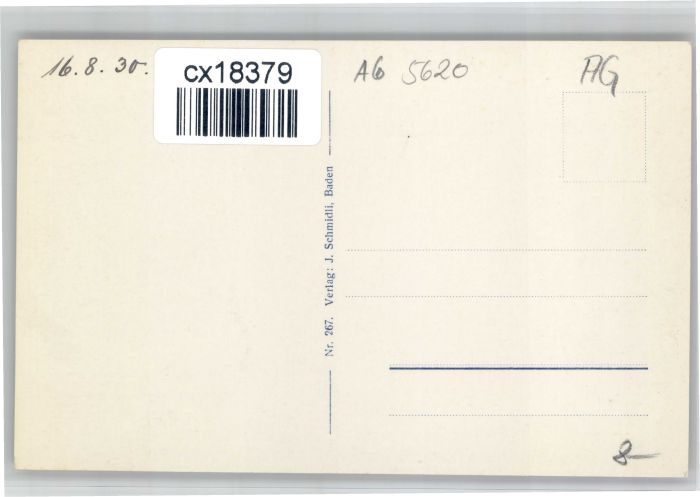 16. 8. 30.
cx18379
AG 5620
AG
Nr. 267. Verlag: J. Schmidli, Baden
8—